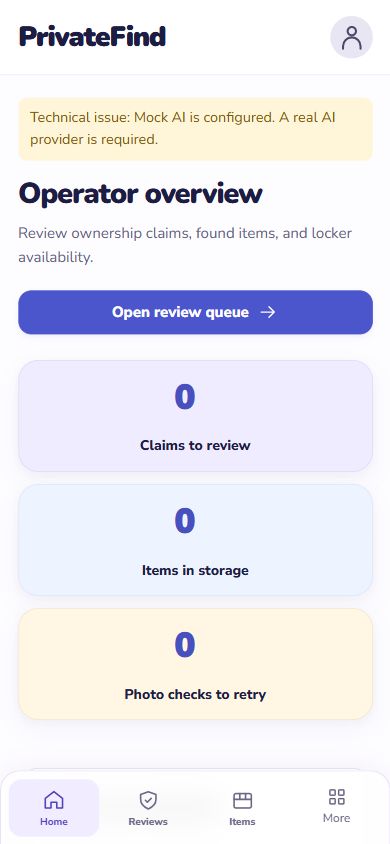 PrivateFind
Technical issue: Mock AI is configured. A real AI
provider is required.
Operator overview
Review ownership claims, found items, and locker
availability.
Open review queue →
0
Claims to review
0
Items in storage
0
Photo checks to retry
Home
Reviews
Items
More